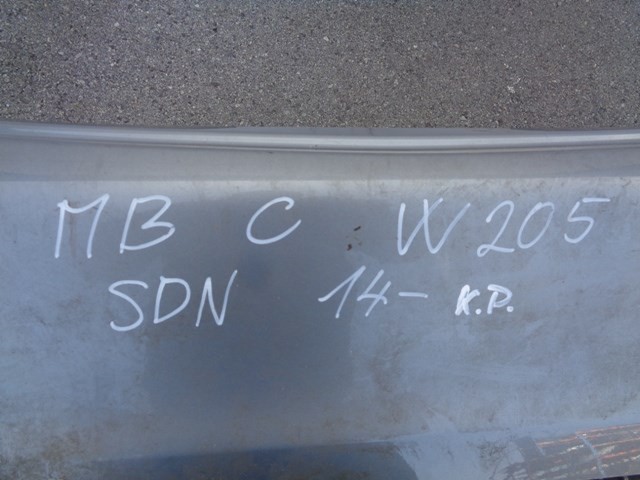 MB C W205
SDN 14- K.P.